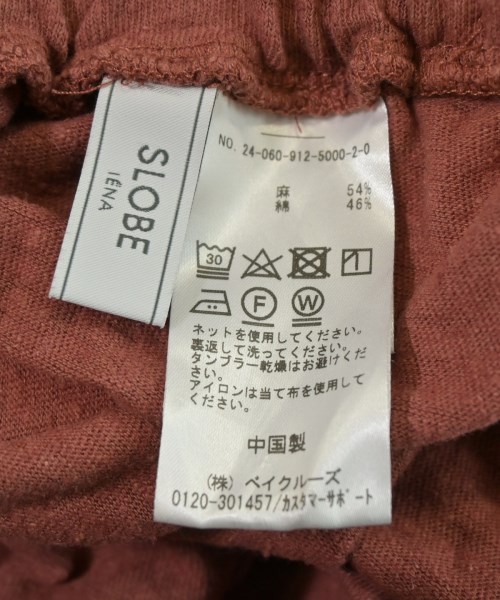 SLOBE
IÉNA
NO. 24-060-912-5000-2-0
麻 54%
綿 46%
30
F W
ネットを使用してください。
裏返して洗ってください。
タンブラー乾燥はお避けください。
アイロンは当て布を使用して
ください。
中国製
(株) ベイクルーズ
0120-301457/カスタマーサポート